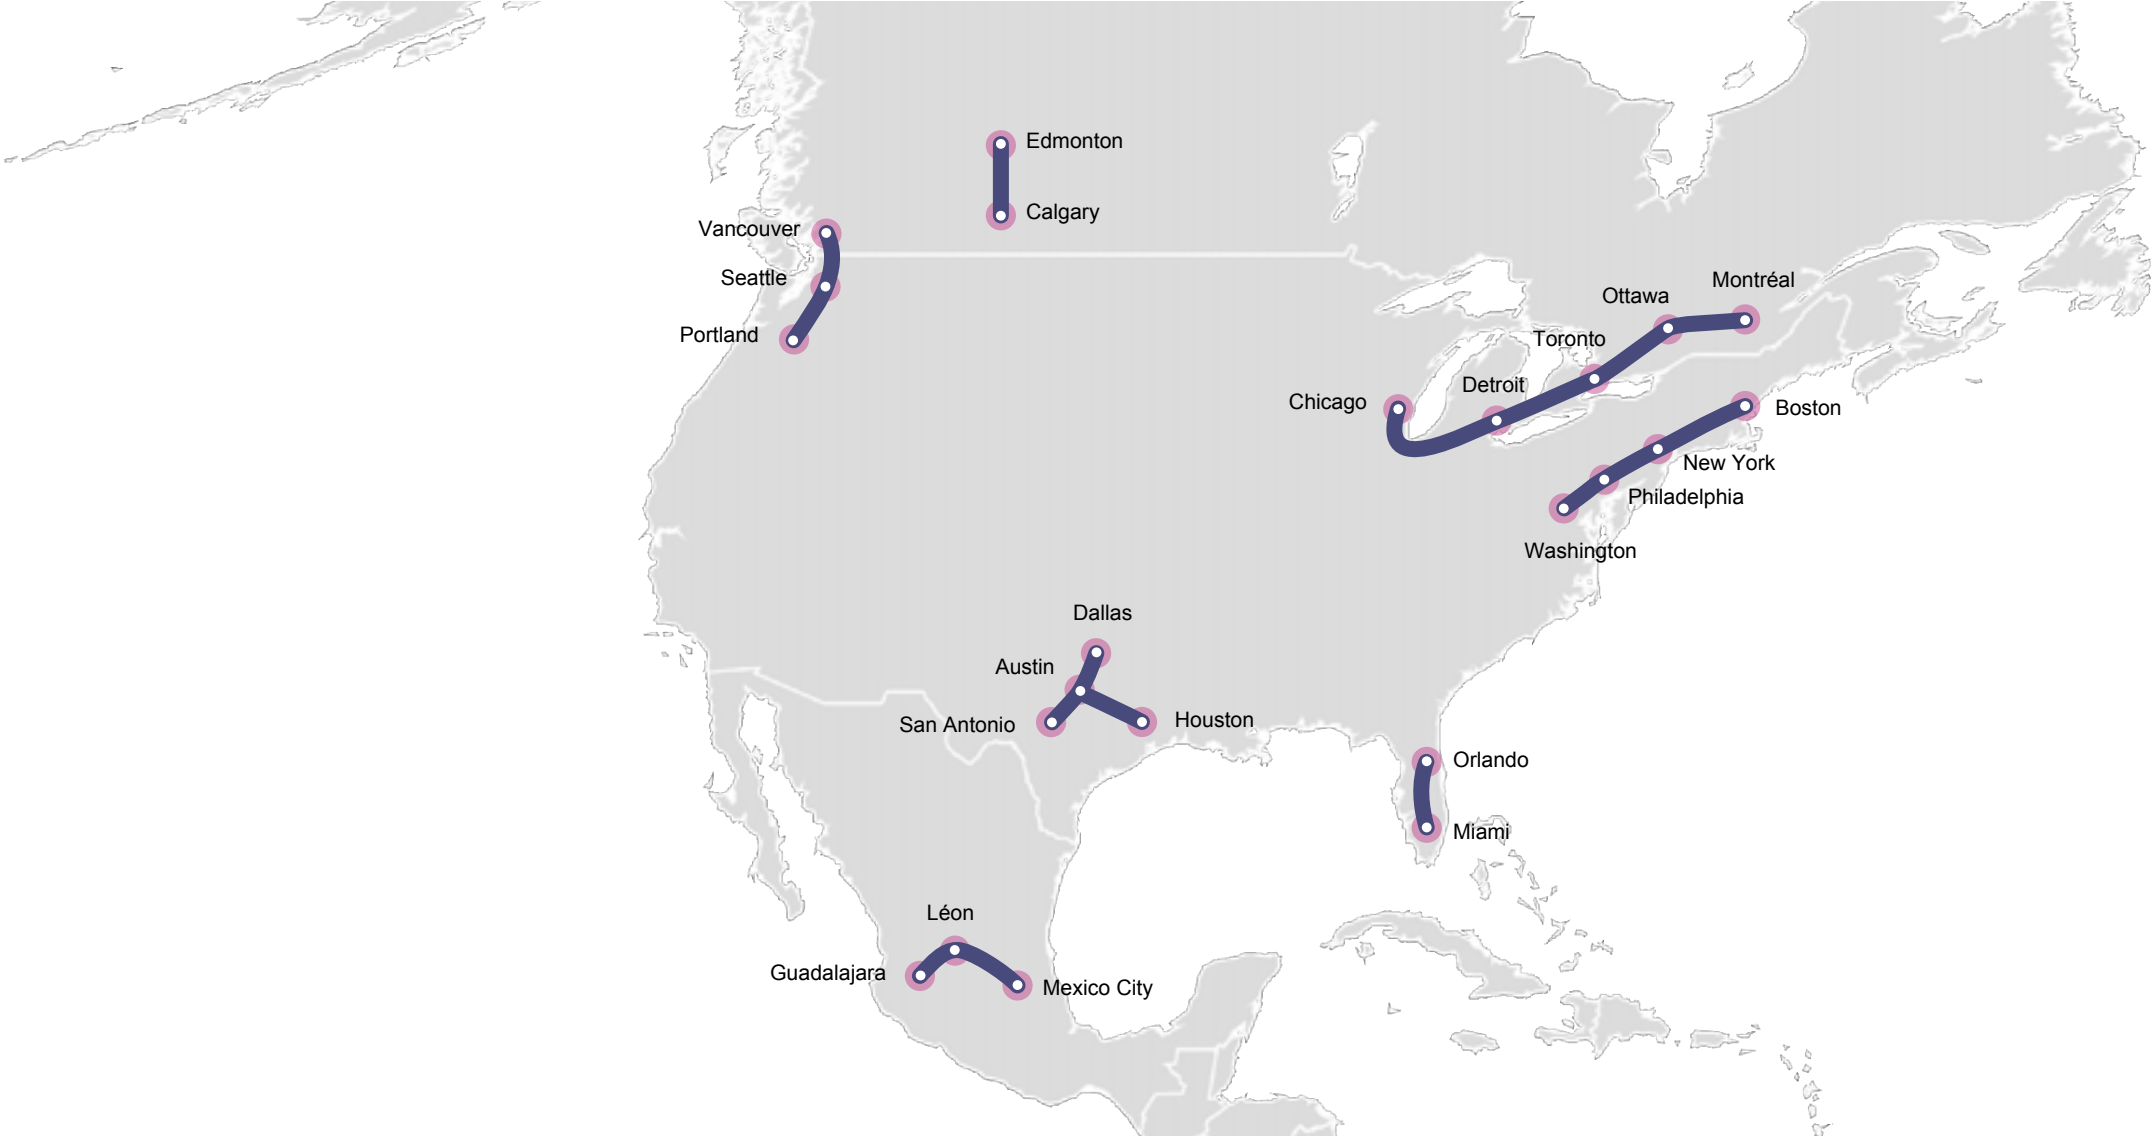 Edmonton
Calgary
Vancouver
Seattle
Portland
Montréal
Ottawa
Toronto
Detroit
Chicago
Boston
New York
Philadelphia
Washington
Dallas
Austin
San Antonio
Houston
Orlando
Miami
Léon
Guadalajara
Mexico City